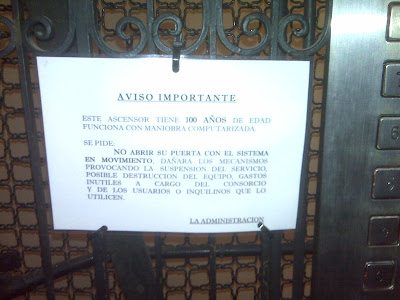 AVISO IMPORTANTE
ESTE ASCENSOR TIENE 100 AÑOS DE EDAD
FUNCIONA CON MANIOBRA COMPUTARIZADA.
SE PIDE:
NO ABRIR SU PUERTA CON EL SISTEMA
EN MOVIMIENTO. DAÑARA LOS MECANISMOS
PROVOCANDO LA SUSPENSION DEL SERVICIO,
POSIBLE DESTRUCCION DEL EQUIPO, GASTOS
INUTILES A CARGO DEL CONSORCIO
Y DE LOS USUARIOS O INQUILINOS QUE LO
UTILICEN.
LA ADMINISTRACION